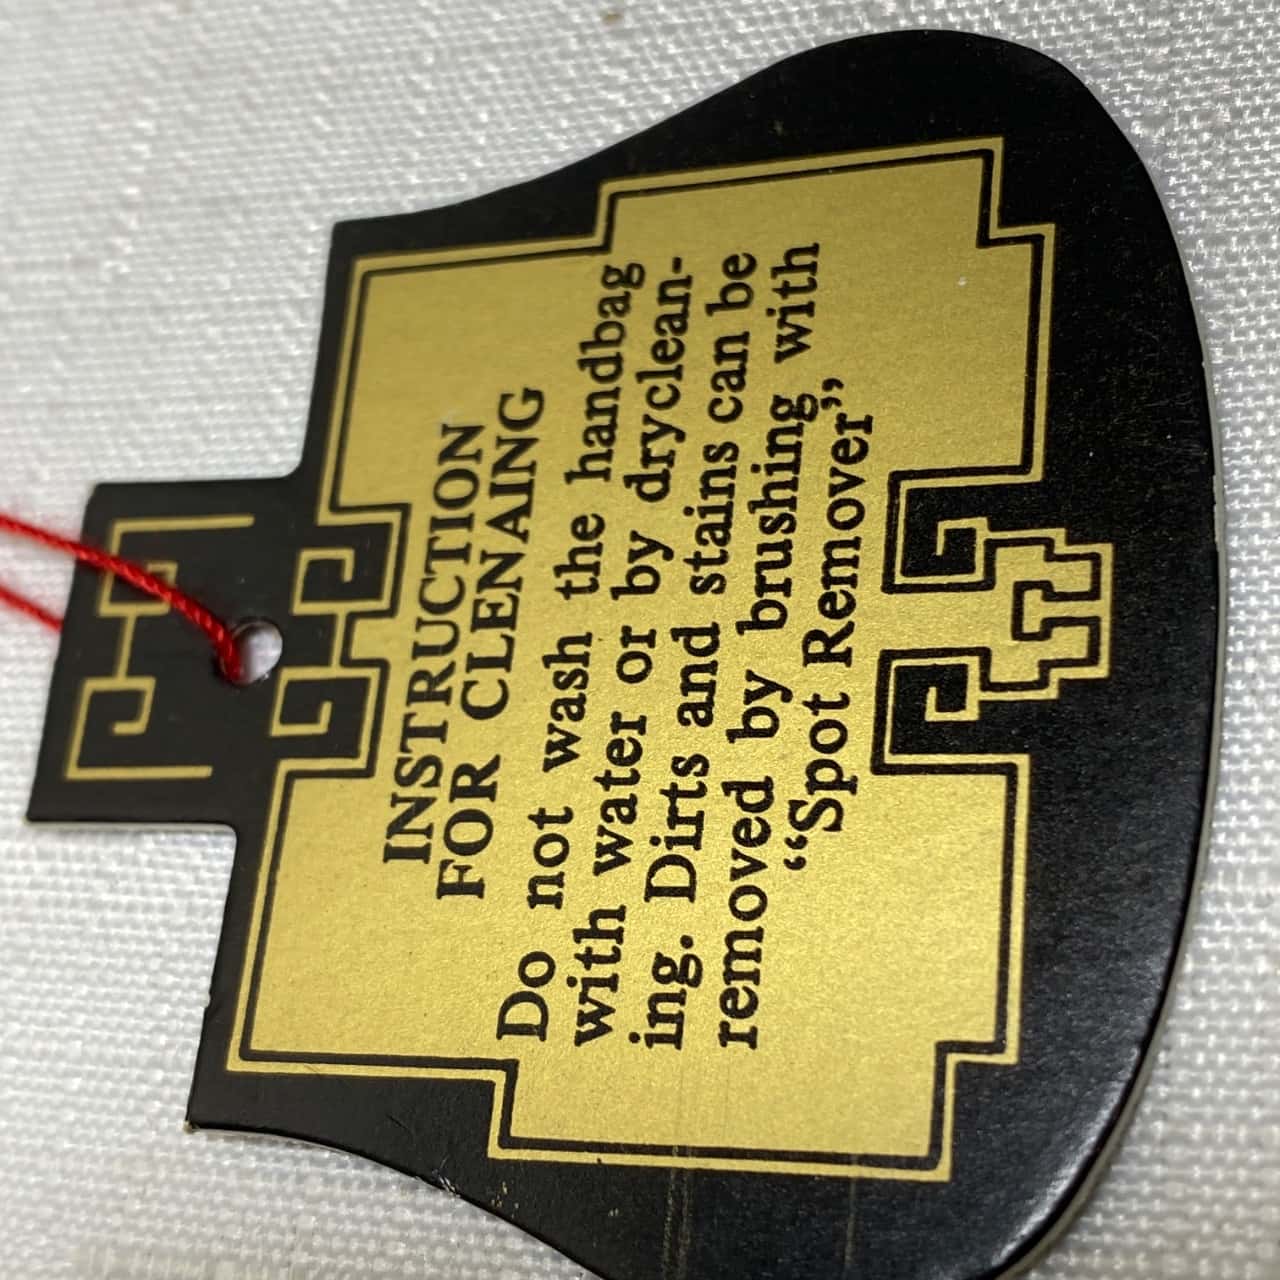 INSTRUCTION
FOR CLENAING
Do not wash the handbag
with water or by dryclean-
ing. Dirts and stains can be
removed by brushing with
“Spot Remover”